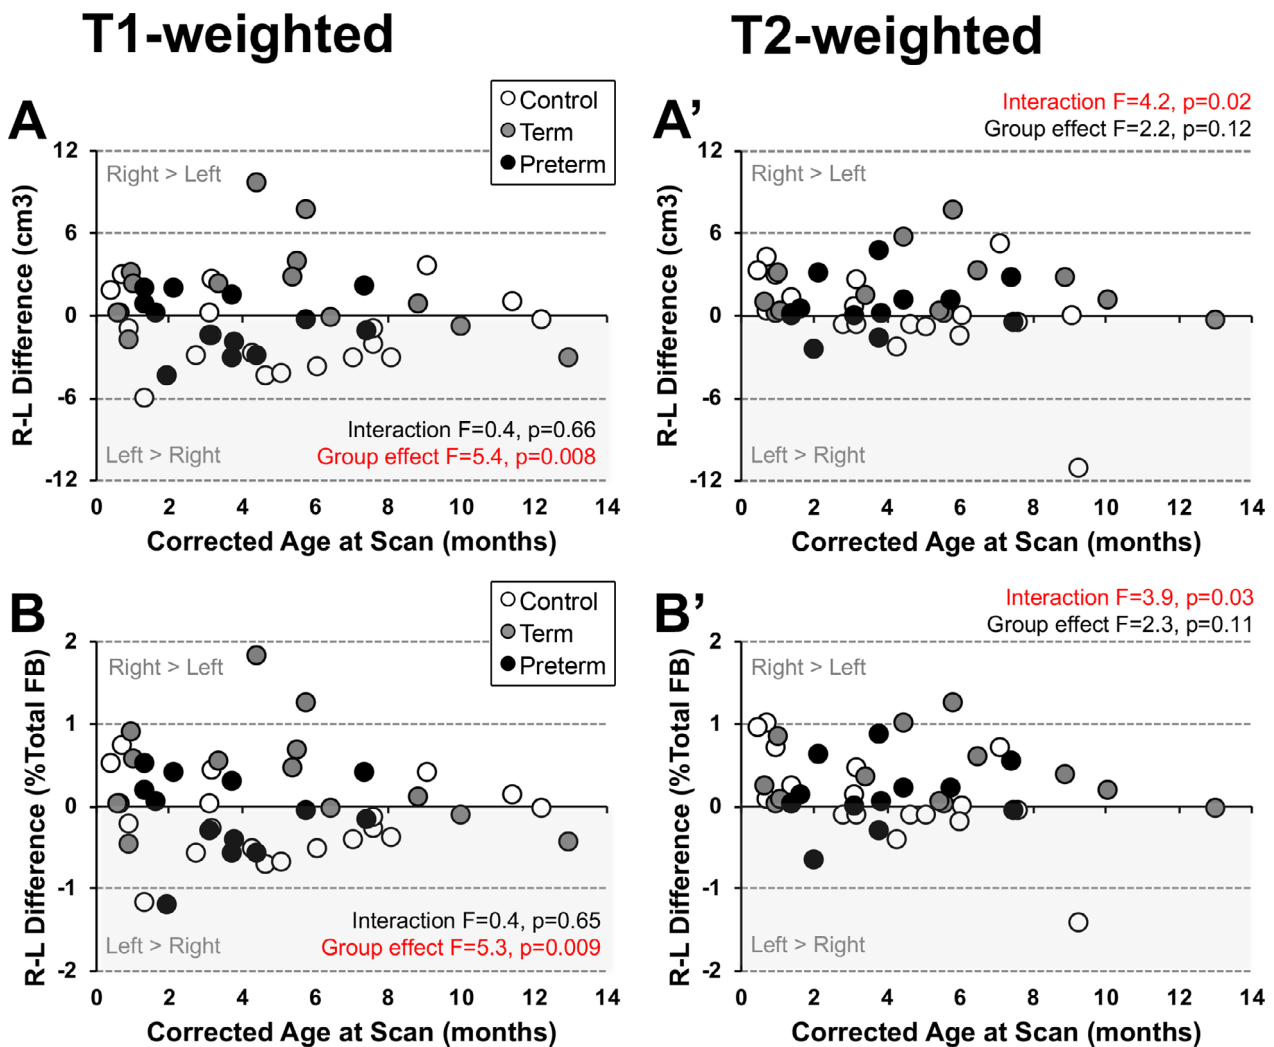 T1-weighted
T2-weighted
A
Control
Term
Preterm
Right > Left
12
6
0
-6
-12
R-L Difference (cm3)
Interaction F=0.4, p=0.66
Group effect F=5.4, p=0.008
Left > Right
0 2 4 6 8 10 12 14
Corrected Age at Scan (months)
A’
Interaction F=4.2, p=0.02
Group effect F=2.2, p=0.12
Right > Left
12
6
0
-6
-12
R-L Difference (cm3)
Left > Right
0 2 4 6 8 10 12 14
Corrected Age at Scan (months)
B
Control
Term
Preterm
Right > Left
2
1
0
-1
-2
R-L Difference (%Total FB)
Interaction F=0.4, p=0.65
Group effect F=5.3, p=0.009
Left > Right
0 2 4 6 8 10 12 14
Corrected Age at Scan (months)
B’
Interaction F=3.9, p=0.03
Group effect F=2.3, p=0.11
Right > Left
2
1
0
-1
-2
R-L Difference (%Total FB)
Left > Right
0 2 4 6 8 10 12 14
Corrected Age at Scan (months)